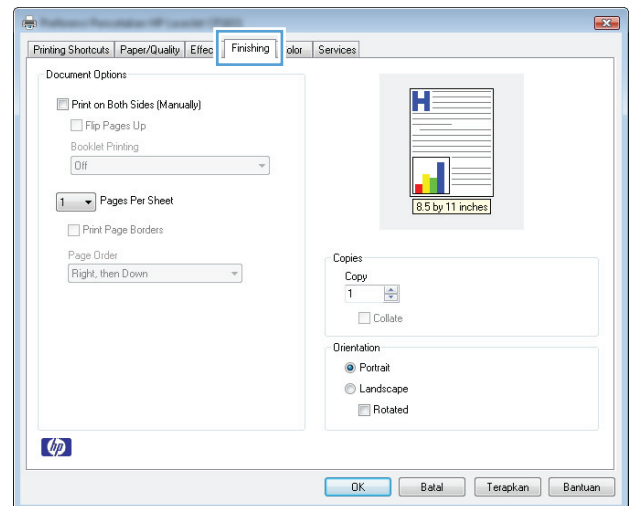 Printing Shortcuts Paper/Quality Effec Finishing olor Services
Document Options
Print on Both Sides (Manually)
Flip Pages Up
Booklet Printing
Off
1 Pages Per Sheet
Print Page Borders
Page Order
Right, then Down
H
8.5 by 11 inches
Copies
Copy
1
Collate
Orientation
Portrait
Landscape
Rotated
hp
OK Batal Terapkan Bantuan